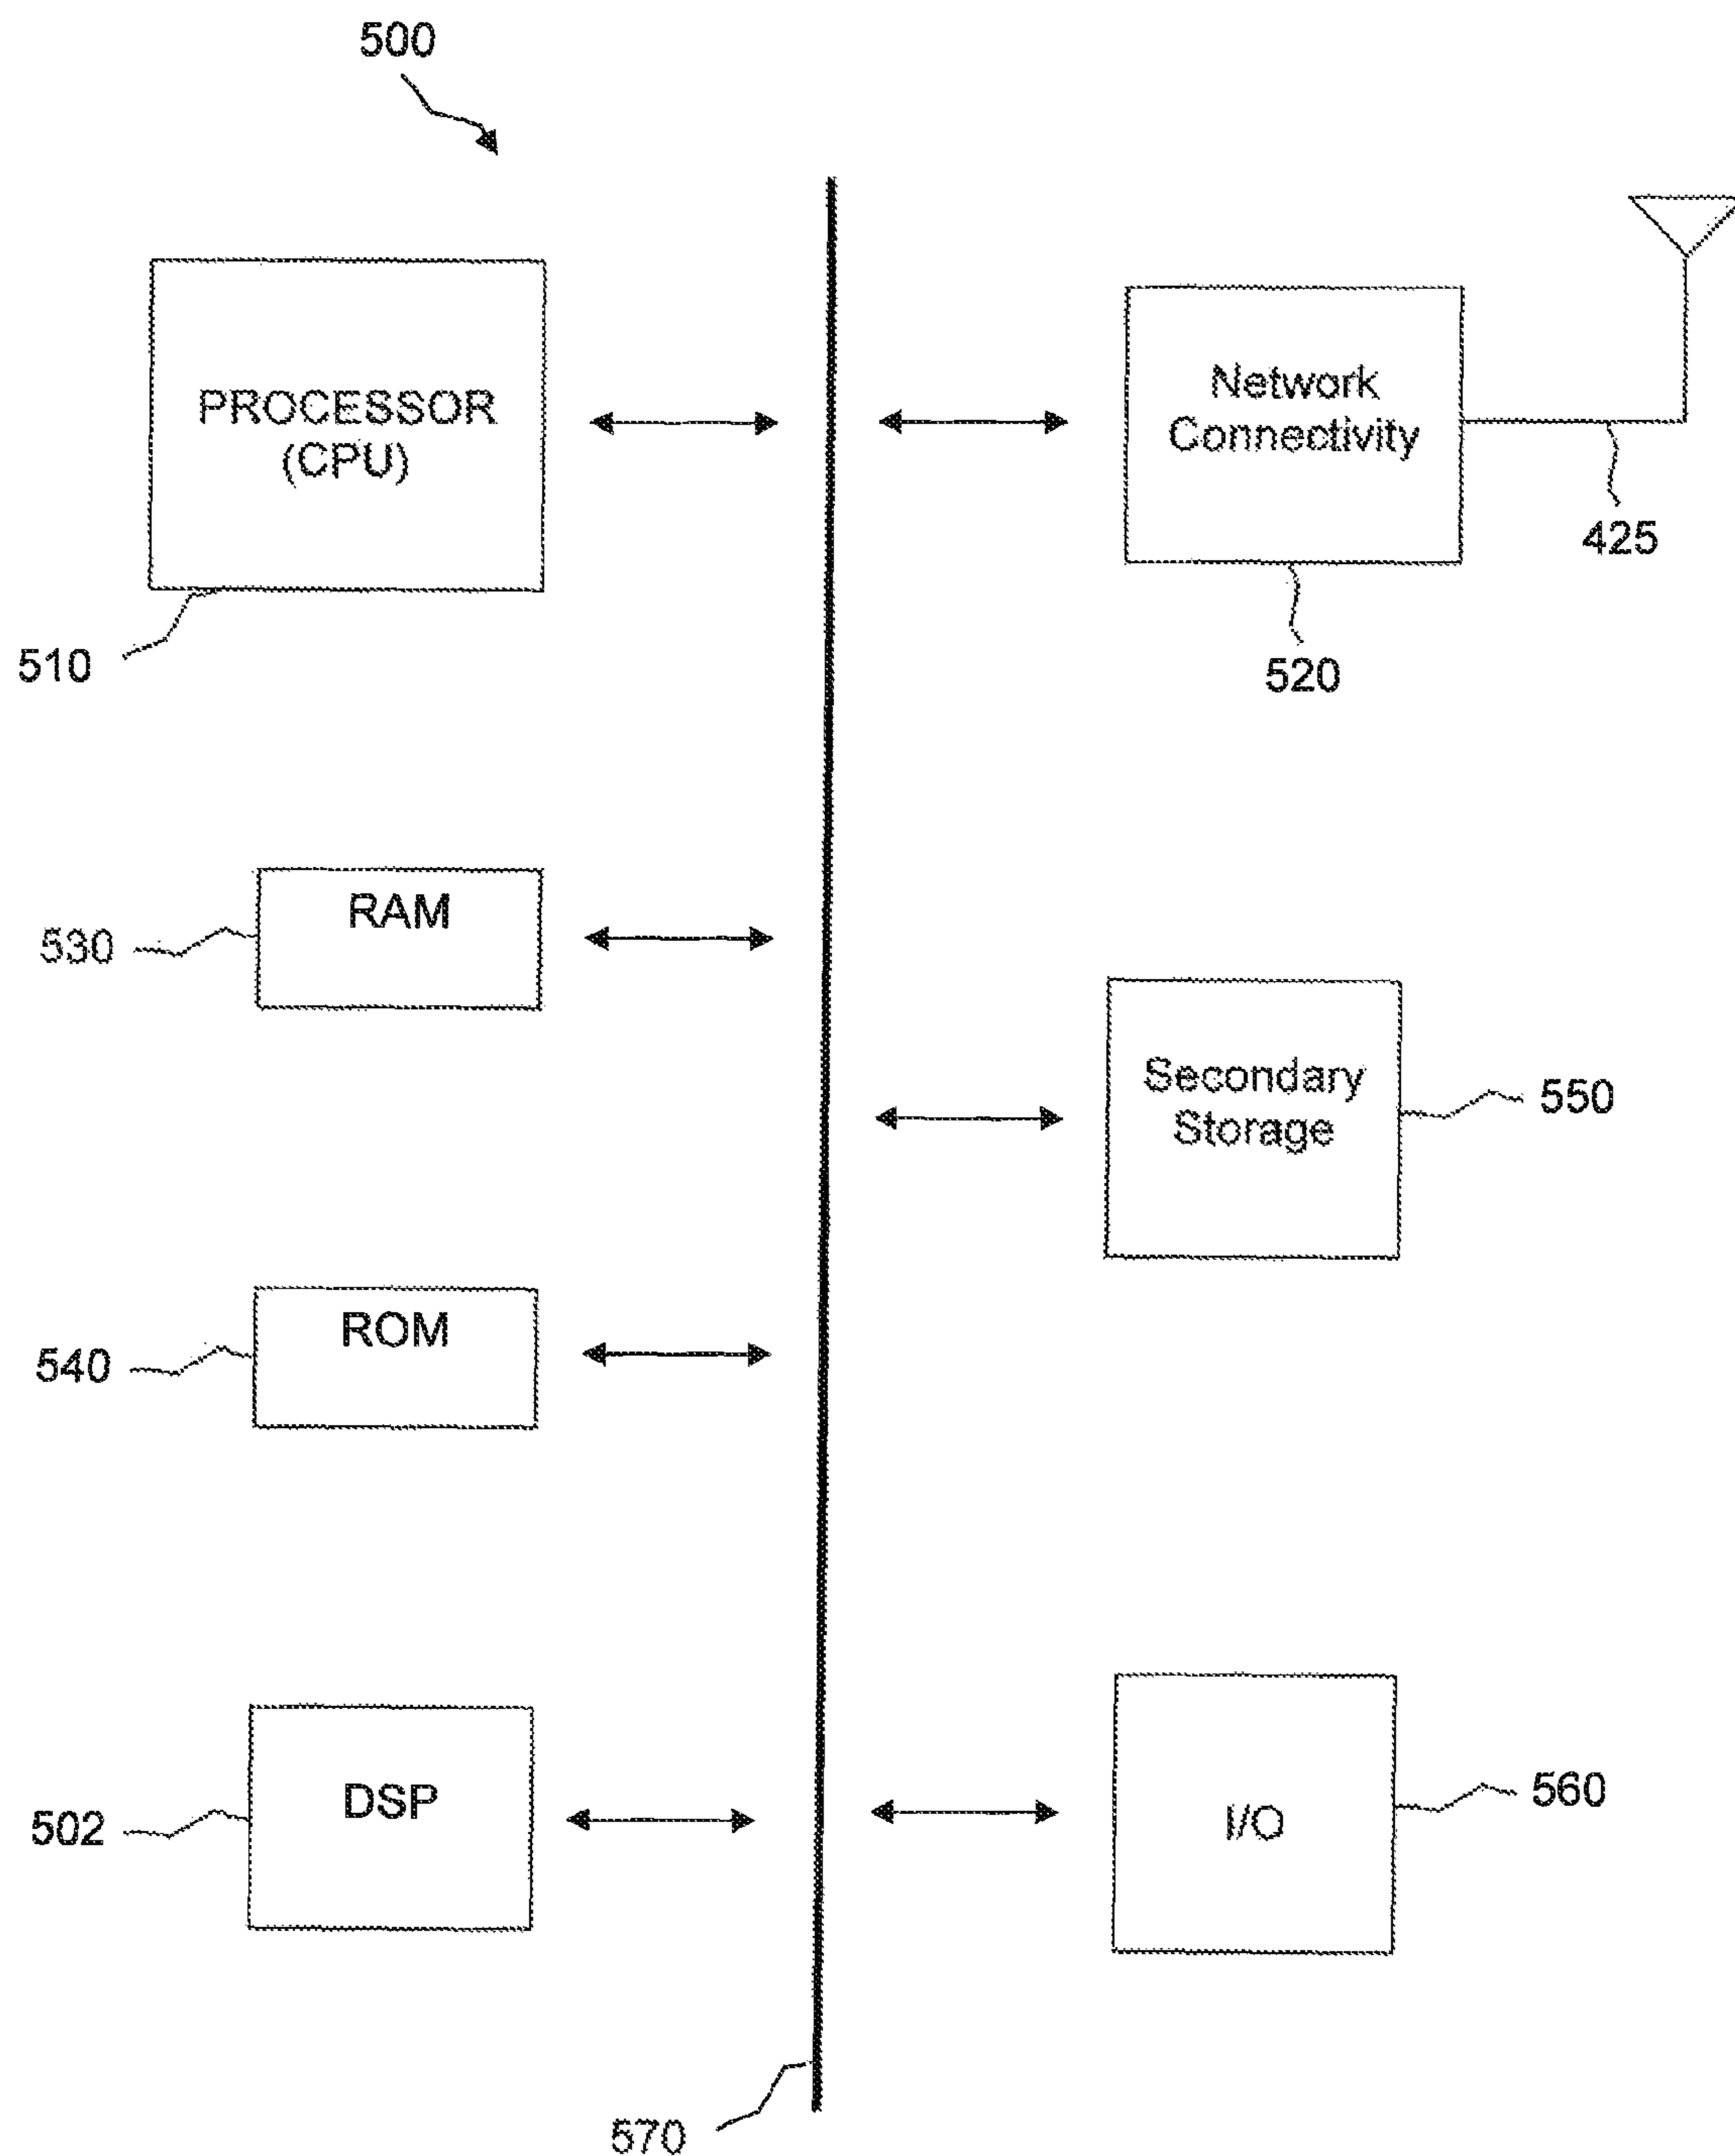 500
PROCESSOR
(CPU)
510
Network
Connectivity
425
520
RAM
530
Secondary
Storage
550
ROM
540
DSP
502
I/O
560
570